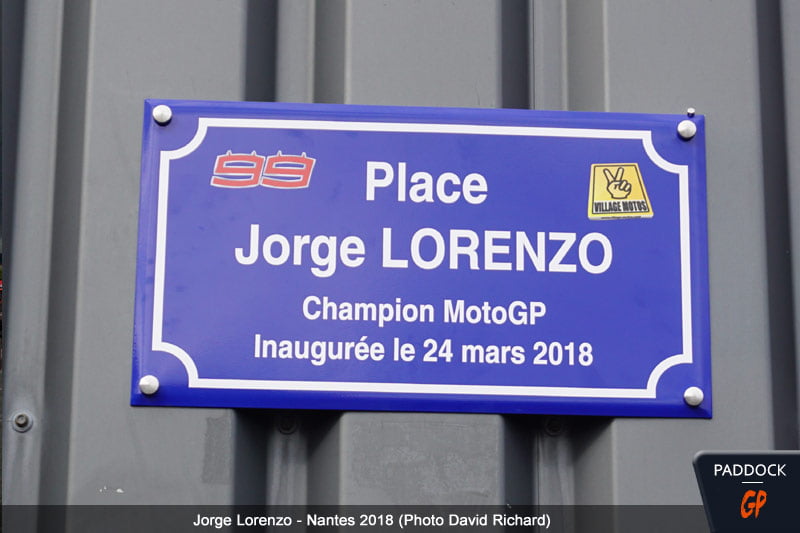 99
Place
VILLAGE MOTOS
Jorge LORENZO
Champion MotoGP
Inaugurée le 24 mars 2018
PADDOCK
GP
Jorge Lorenzo - Nantes 2018 (Photo David Richard)